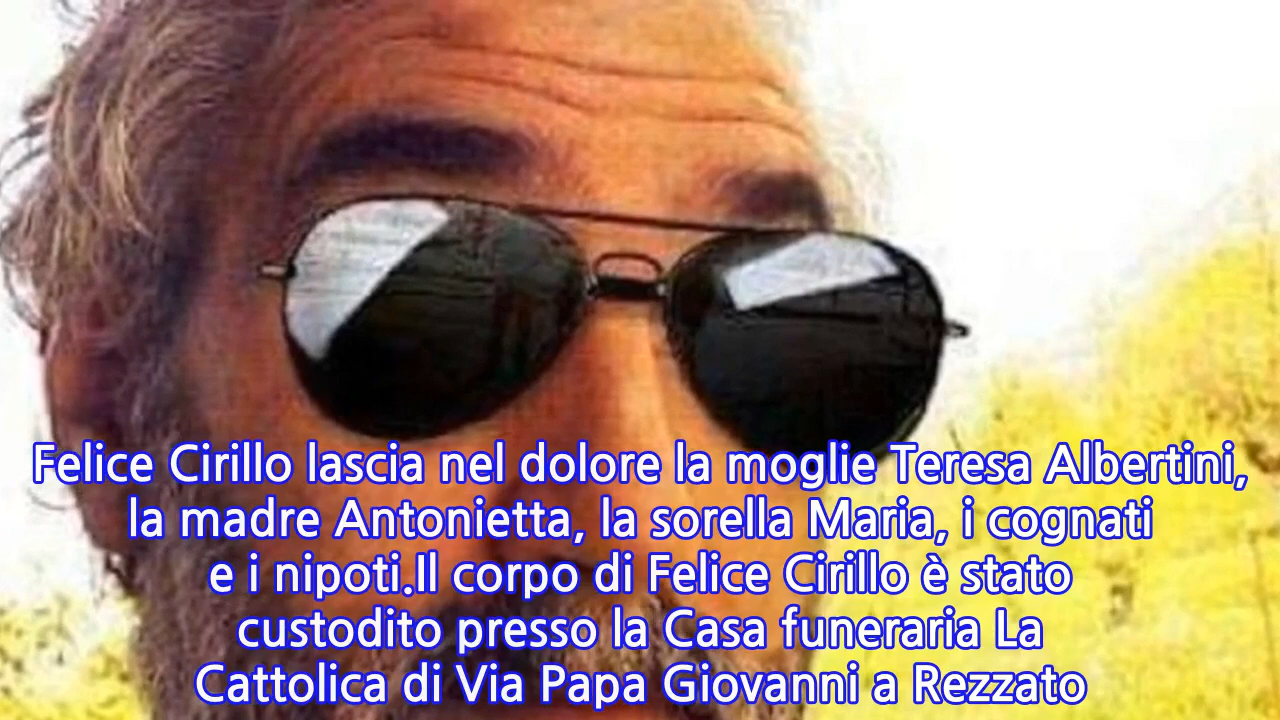 Felice Cirillo lascia nel dolore la moglie Teresa Albertini,
la madre Antonietta, la sorella Maria, i cognati
e i nipoti.Il corpo di Felice Cirillo è stato
custodito presso la Casa funeraria La
Cattolica di Via Papa Giovanni a Rezzato